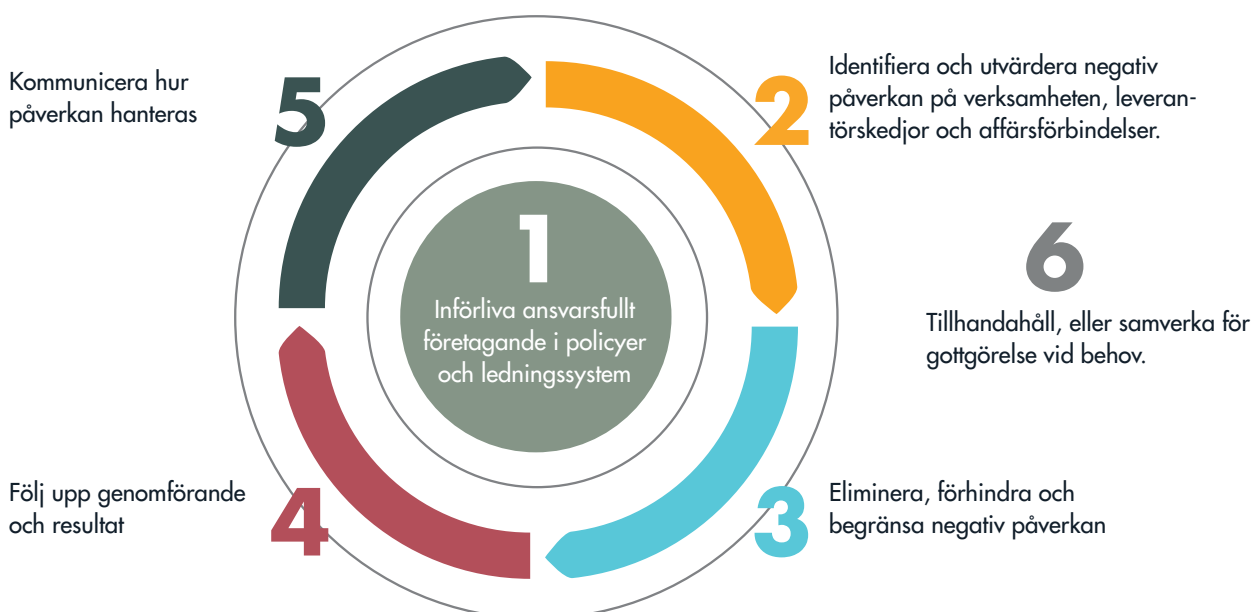 1
Införliva ansvarsfullt
företagande i policyer
och ledningssystem
2
Identifiera och utvärdera negativ
påverkan på verksamheten, leveran-
törskedjor och affärsförbindelser.
3
Eliminera, förhindra och
begränsa negativ påverkan
4
Följ upp genomförande
och resultat
5
Kommunicera hur
påverkan hanteras
6
Tillhandahåll, eller samverka för
gottgörelse vid behov.